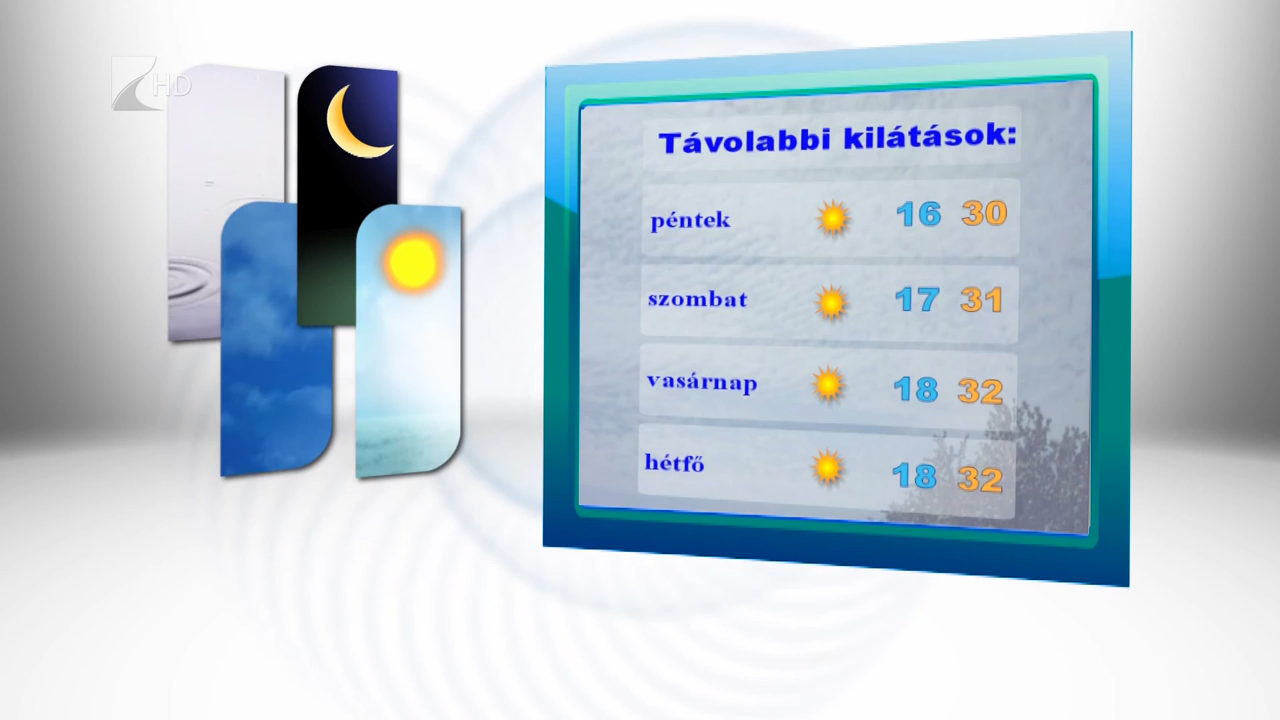 HD
Távolabbi kilátások:
péntek 16 30
szombat 17 31
vasárnap 18 32
hétfő 18 32